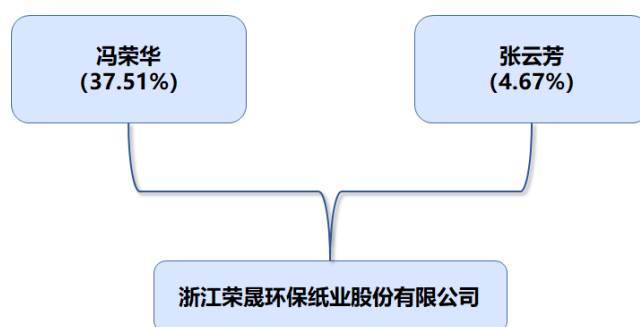 冯荣华
（37.51%）
张云芳
（4.67%）
浙江荣晟环保纸业股份有限公司